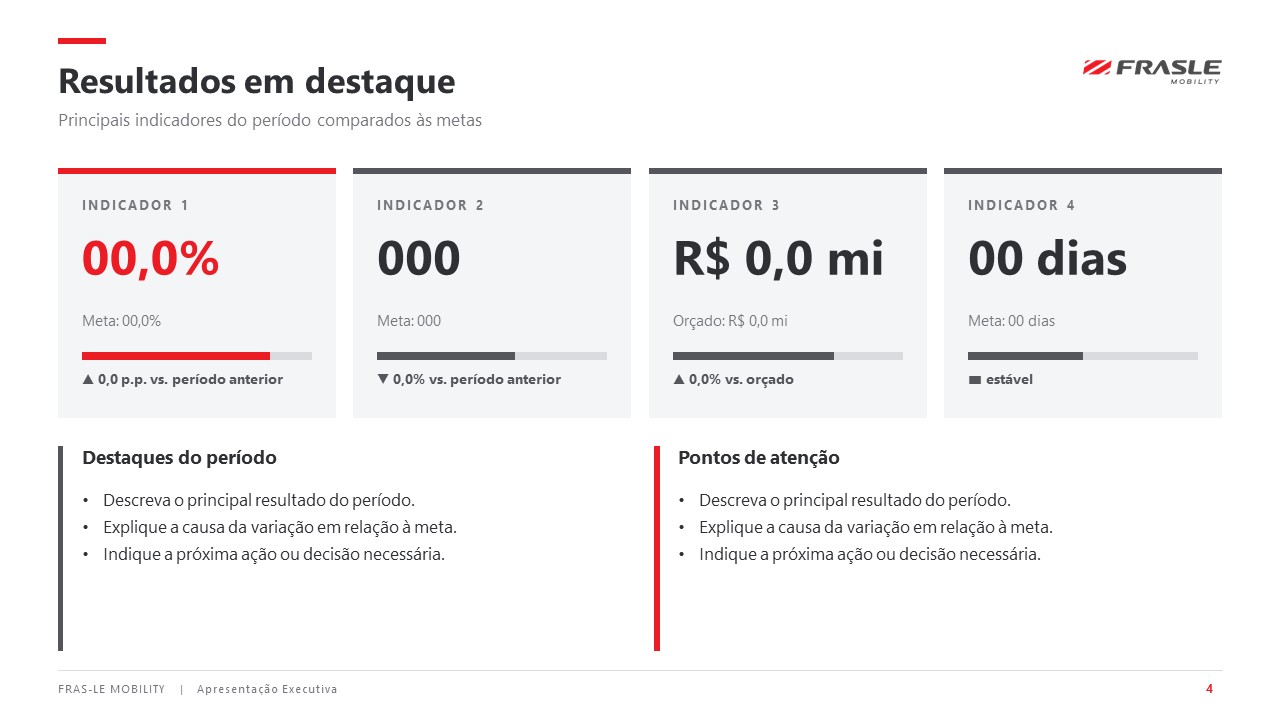 Resultados em destaque
Principais indicadores do período comparados às metas
FRASLE
MOBILITY
INDICADOR 1
00,0%
Meta: 00,0%
▲ 0,0 p.p. vs. período anterior
INDICADOR 2
000
Meta: 000
▼ 0,0% vs. período anterior
INDICADOR 3
R$ 0,0 mi
Orçado: R$ 0,0 mi
▲ 0,0% vs. orçado
INDICADOR 4
00 dias
Meta: 00 dias
■ estável
Destaques do período
• Descreva o principal resultado do período.
• Explique a causa da variação em relação à meta.
• Indique a próxima ação ou decisão necessária.
Pontos de atenção
• Descreva o principal resultado do período.
• Explique a causa da variação em relação à meta.
• Indique a próxima ação ou decisão necessária.
FRAS-LE MOBILITY | Apresentação Executiva
4